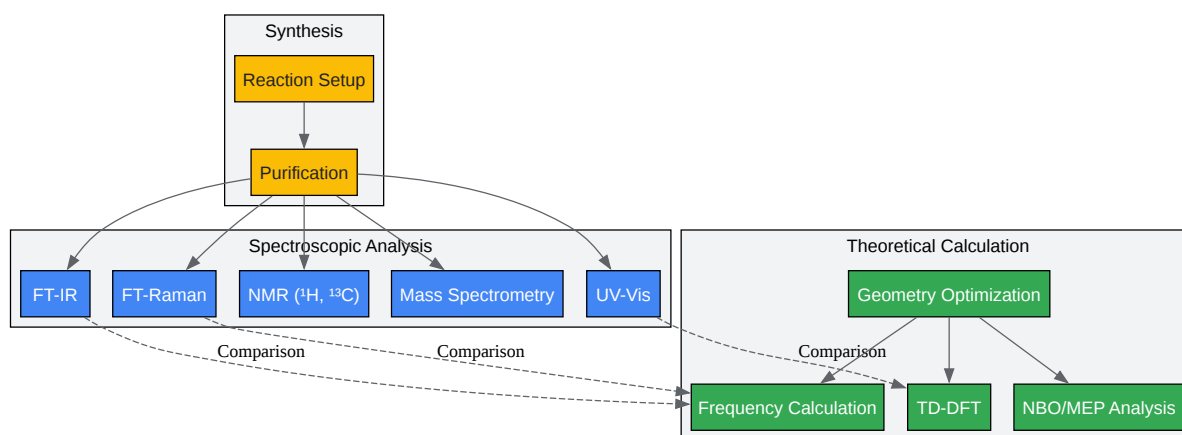 Synthesis
Reaction Setup
Purification
Spectroscopic Analysis
FT-IR
FT-Raman
NMR (¹H, ¹³C)
Mass Spectrometry
UV-Vis
Theoretical Calculation
Geometry Optimization
Comparison
Comparison
Comparison
Frequency Calculation
TD-DFT
NBO/MEP Analysis